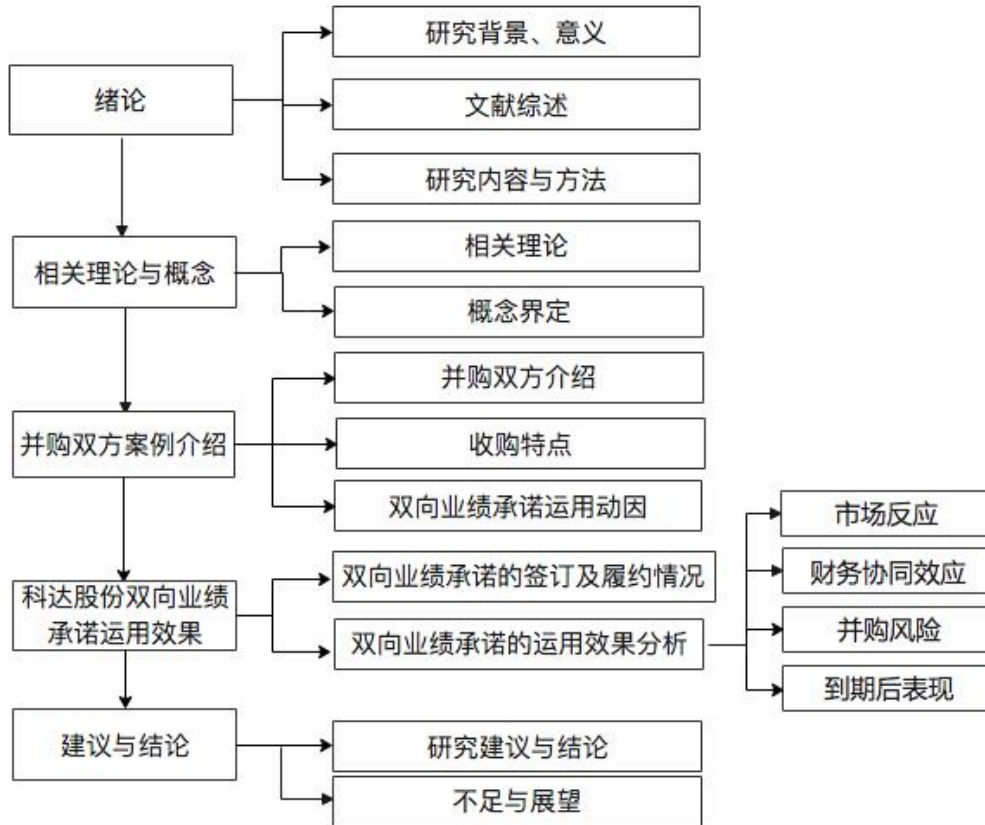 绪论
研究背景、意义
文献综述
研究内容与方法
相关理论与概念
相关理论
概念界定
并购双方案例介绍
并购双方介绍
收购特点
双向业绩承诺运用动因
科达股份双向业绩
承诺运用效果
双向业绩承诺的签订及履约情况
双向业绩承诺的运用效果分析
市场反应
财务协同效应
并购风险
到期后表现
建议与结论
研究建议与结论
不足与展望